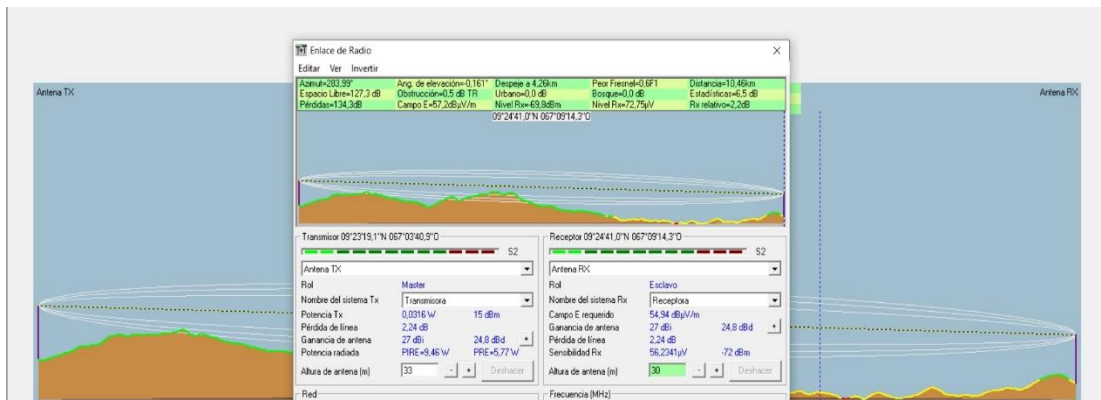 Enlace de Radio
Editar Ver Invertir
Azimut=283,99° Ang. de elevación=-0,161° Despeje a 4,26km Peor Fresnel=0,6F1 Distancia=10,46km
Espacio Libre=127,3 dB Obstrucción=0,5 dB TR Urbano=0,0 dB Bosque=0,0 dB Estadísticas=6,5 dB
Pérdidas=134,3dB Campo E=57,2dBµV/m Nivel Rx=-69,8dBm Nivel Rx=72,75µV Rx relativo=2,2dB
09°24'41,0"N 067°09'14,3"O
Antena TX
Antena RX
Transmisor 09°23'19,1"N 067°03'40,9"O
S2
Antena TX
Rol Master
Nombre del sistema Tx Transmisora
Potencia Tx 0,0316 W 15 dBm
Pérdida de línea 2,24 dB
Ganancia de antena 27 dBi 24,8 dBd +
Potencia radiada PIRE=9,46 W PRE=5,77 W
Altura de antena (m) 33 - + Deshacer
Red
Receptor 09°24'41,0"N 067°09'14,3"O
S2
Antena RX
Rol Esclavo
Nombre del sistema Rx Receptora
Campo E requerido 54,94 dBµV/m
Ganancia de antena 27 dBi 24,8 dBd +
Pérdida de línea 2,24 dB
Sensibilidad Rx 56,2341µV -72 dBm
Altura de antena (m) 30 - + Deshacer
Frecuencia (MHz)